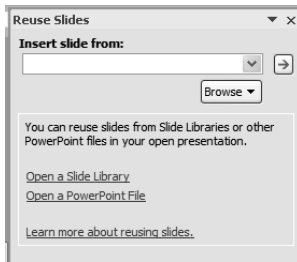 Reuse Slides
Insert slide from:
Browse
You can reuse slides from Slide Libraries or other
PowerPoint files in your open presentation.
Open a Slide Library
Open a PowerPoint File
Learn more about reusing slides.